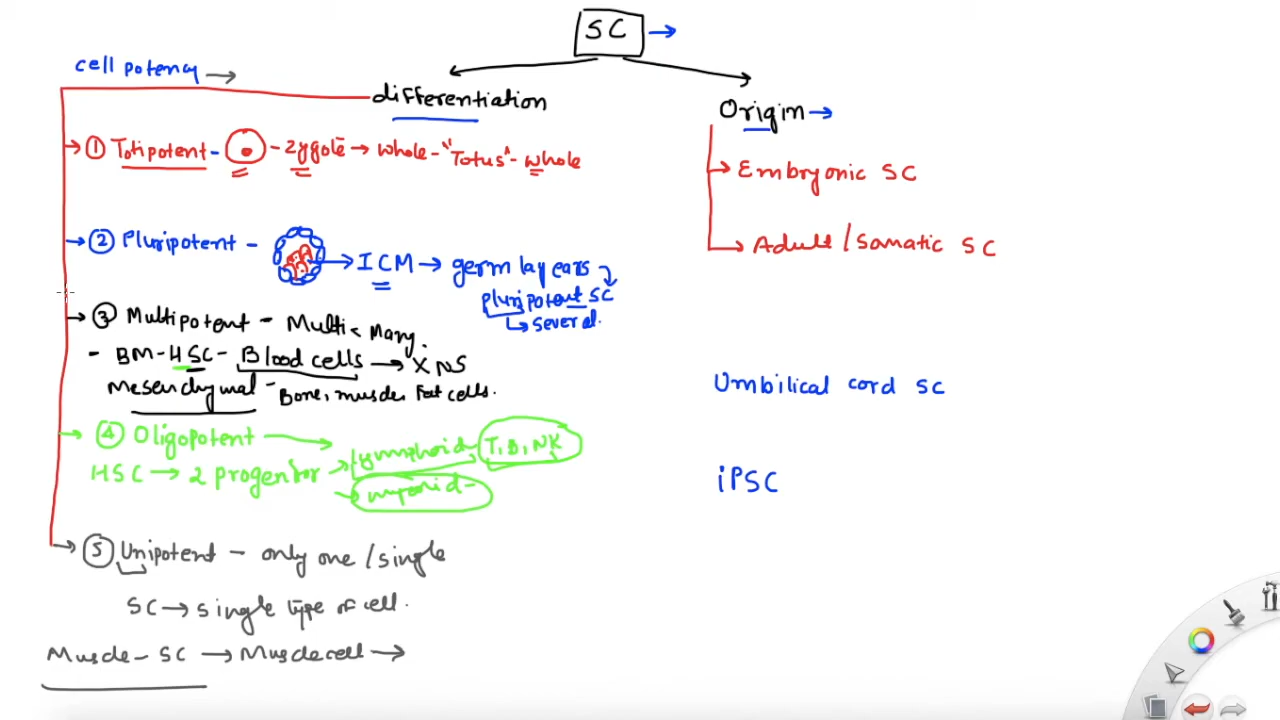 SC →
cell potency →
differentiation
① Totipotent - - zygote → whole - "Totus" - whole
② Pluripotent - → ICM → germ layears
pluripotent SC
several.
③ Multipotent - Multi < Many.
- BM - HSC - Blood cells → X NS
Mesenchymal - Bone, muscle, Fat cells.
④ Oligopotent →
HSC → 2 progenitor → lymphoid - T, B, NK
→ myeloid -
⑤ Unipotent - only one / single
SC → single type of cell.
Muscle - SC → Muscle cell →
Origin →
→ Embryonic SC
→ Adult / Somatic SC
Umbilical cord SC
iPSC